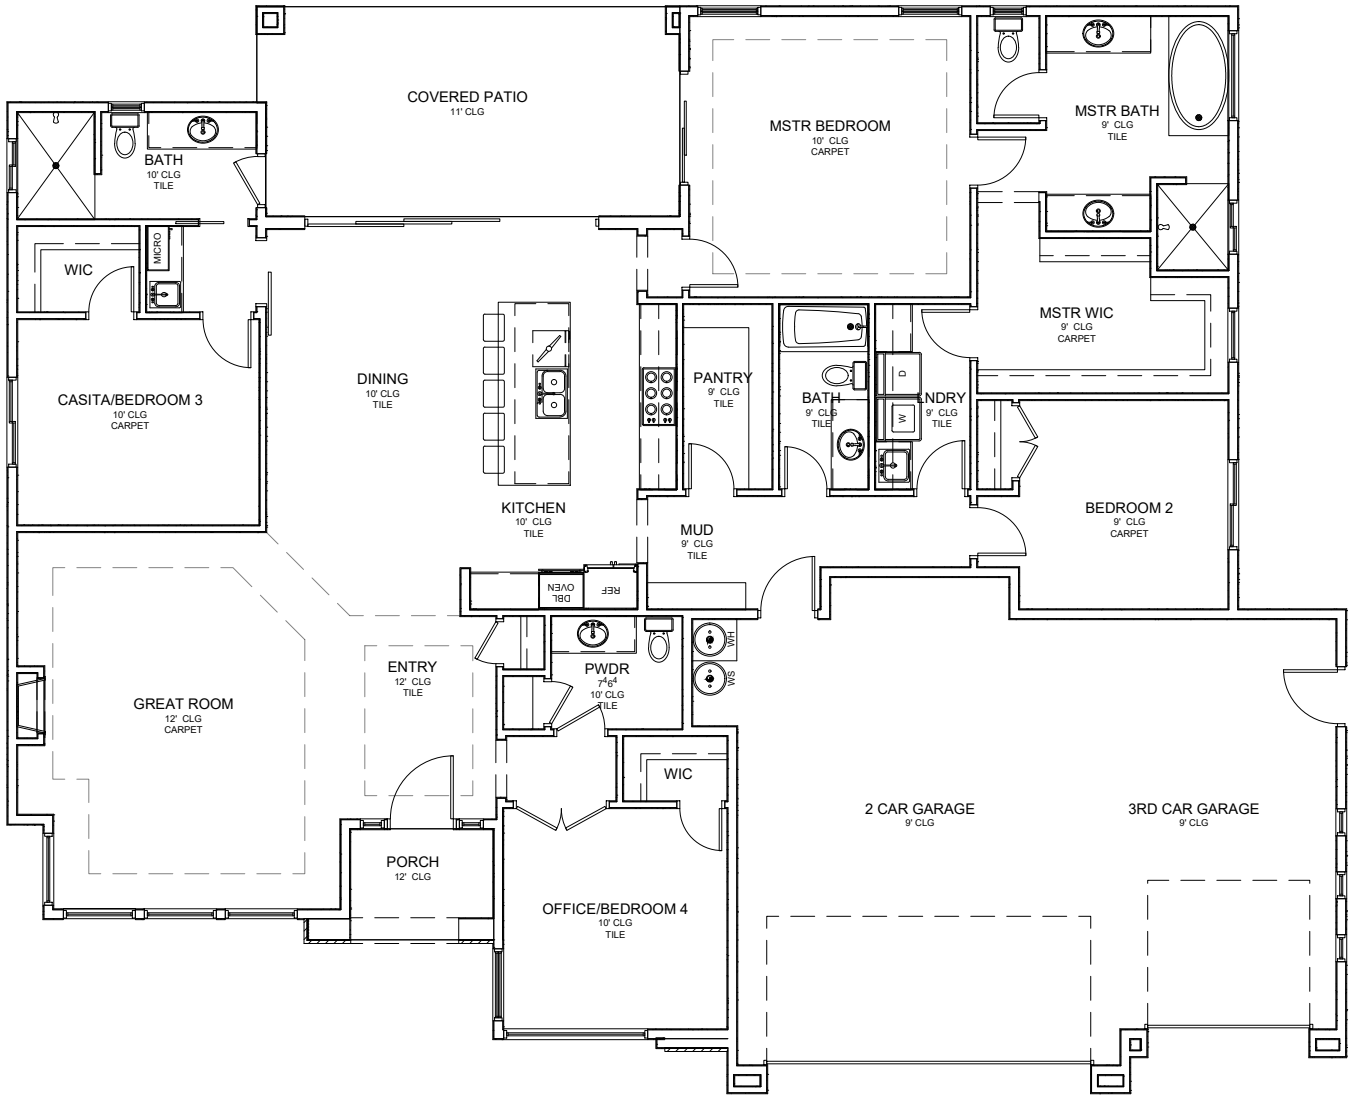 COVERED PATIO
11' CLG
MSTR BEDROOM
10' CLG
CARPET
MSTR BATH
9' CLG
TILE
BATH
10' CLG
TILE
MICRO
WIC
MSTR WIC
9' CLG
CARPET
DINING
10' CLG
TILE
CASITA/BEDROOM 3
10' CLG
CARPET
PANTRY
9' CLG
TILE
BATH
9' CLG
TILE
D
W
LNDRY
9' CLG
TILE
KITCHEN
10' CLG
TILE
MUD
9' CLG
TILE
BEDROOM 2
9' CLG
CARPET
DBL
OVEN
REF
WH
WS
ENTRY
12' CLG
TILE
PWDR
7⁴6⁴
10' CLG
TILE
GREAT ROOM
12' CLG
CARPET
WIC
2 CAR GARAGE
9' CLG
3RD CAR GARAGE
9' CLG
PORCH
12' CLG
OFFICE/BEDROOM 4
10' CLG
TILE